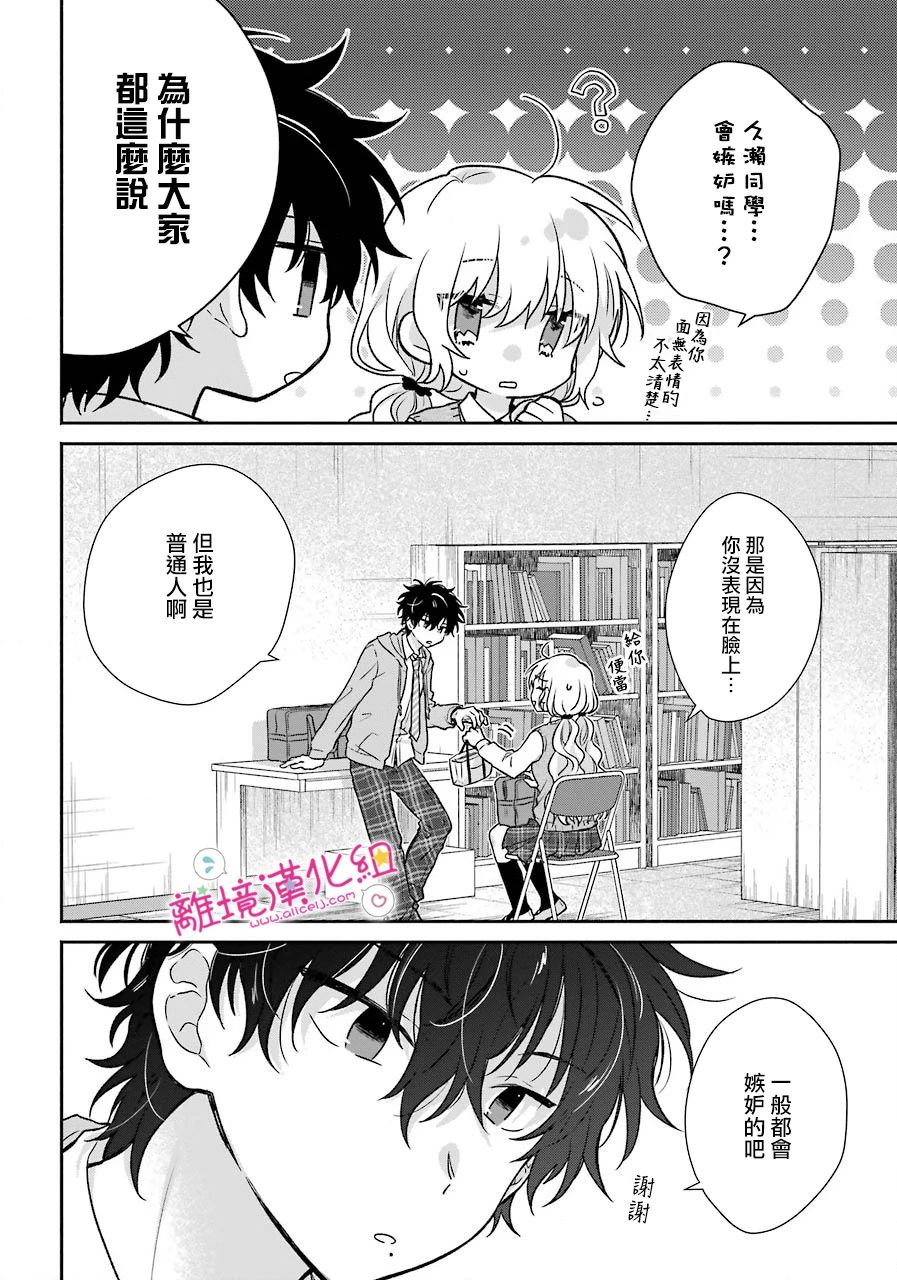 久瀨同學…
會嫉妒嗎…？
？
因為你
面無表情的
不太清楚…
為什麼大家
都這麼說
那是因為
你沒表現在臉上…
給你
便當
但我也是
普通人啊
離境漢化組
www.alicelj.com
一般都會
嫉妒的吧
謝謝